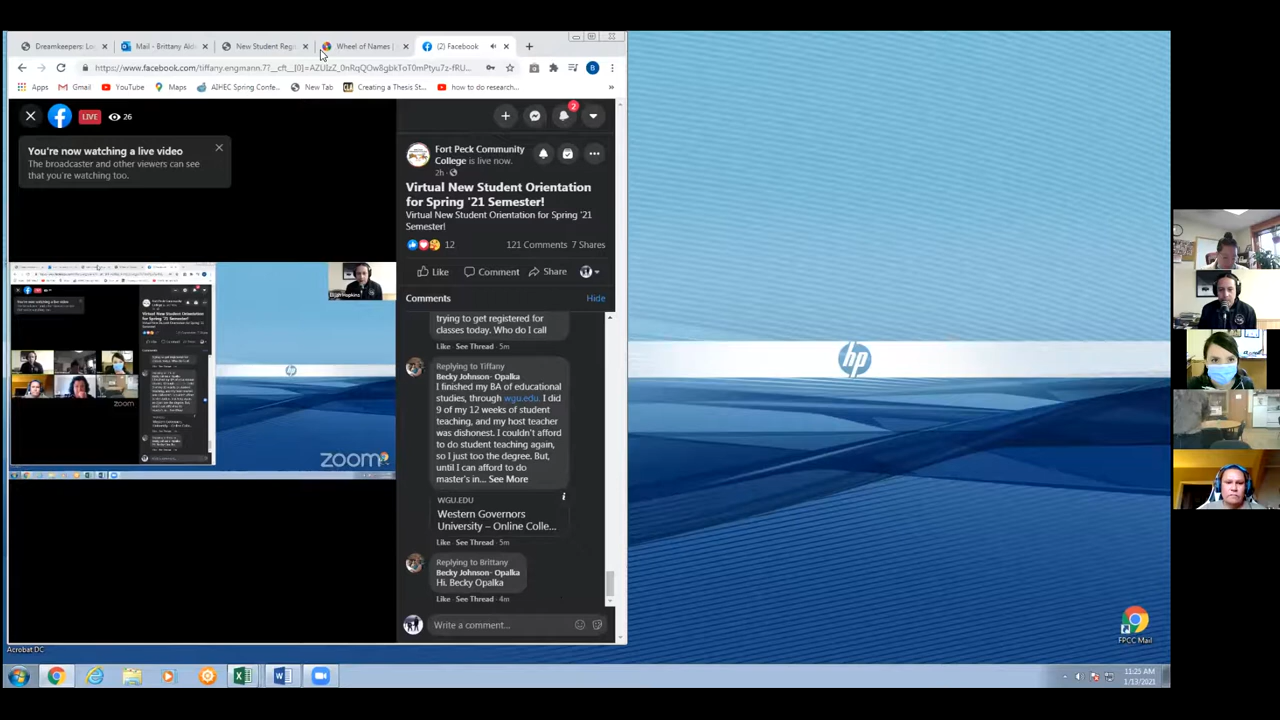 Dreamkeepers: Lo
Mail - Brittany Ald
New Student Regi
Wheel of Names |
(2) Facebook
https://www.facebook.com/tiffany.engmann.7?__cft__[0]=AZUIzZ_0nRqQOw8gbkToT0mPtyu7z-fRU...
Apps
Gmail
YouTube
Maps
AIHEC Spring Confe...
New Tab
Creating a Thesis St...
how to do research...
LIVE
26
2
You're now watching a live video
The broadcaster and other viewers can see
that you're watching too.
Fort Peck Community
College is live now.
2h
Virtual New Student Orientation
for Spring '21 Semester!
Virtual New Student Orientation for Spring '21
Semester!
12
121 Comments 7 Shares
Like
Comment
Share
Comments
Hide
trying to get registered for
classes today. Who do I call
Like · See Thread · 5m
Replying to Tiffany
Becky Johnson- Opalka
I finished my BA of educational
studies, through wgu.edu. I did
9 of my 12 weeks of student
teaching, and my host teacher
was dishonest. I couldn't afford
to do student teaching again,
so I just too the degree. But,
until I can afford to do
master's in... See More
WGU.EDU
Western Governors
University – Online Colle...
Like · See Thread · 5m
Replying to Brittany
Becky Johnson- Opalka
Hi. Becky Opalka
Like · See Thread · 4m
Write a comment...
zoom
zoom
hp
FPCC Mail
Acrobat DC
11:23 AM
1/13/2021